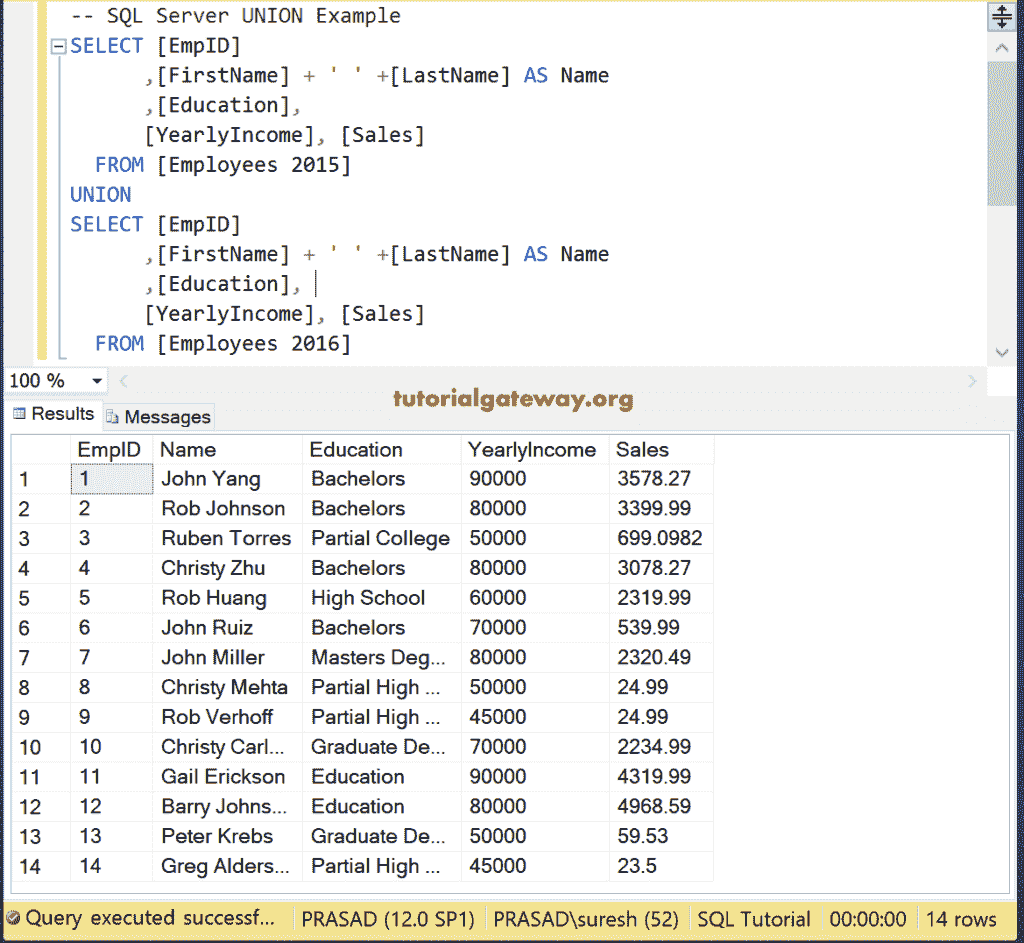 -- SQL Server UNION Example
SELECT [EmpID]
,[FirstName] + ' ' +[LastName] AS Name
,[Education],
[YearlyIncome], [Sales]
FROM [Employees 2015]
UNION
SELECT [EmpID]
,[FirstName] + ' ' +[LastName] AS Name
,[Education],
[YearlyIncome], [Sales]
FROM [Employees 2016]
100 %
tutorialgateway.org
Results Messages
EmpID Name Education YearlyIncome Sales
1 1 John Yang Bachelors 90000 3578.27
2 2 Rob Johnson Bachelors 80000 3399.99
3 3 Ruben Torres Partial College 50000 699.0982
4 4 Christy Zhu Bachelors 80000 3078.27
5 5 Rob Huang High School 60000 2319.99
6 6 John Ruiz Bachelors 70000 539.99
7 7 John Miller Masters Deg... 80000 2320.49
8 8 Christy Mehta Partial High ... 50000 24.99
9 9 Rob Verhoff Partial High ... 45000 24.99
10 10 Christy Carl... Graduate De... 70000 2234.99
11 11 Gail Erickson Education 90000 4319.99
12 12 Barry Johns... Education 80000 4968.59
13 13 Peter Krebs Graduate De... 50000 59.53
14 14 Greg Alders... Partial High ... 45000 23.5
Query executed successf... PRASAD (12.0 SP1) PRASAD\suresh (52) SQL Tutorial 00:00:00 14 rows